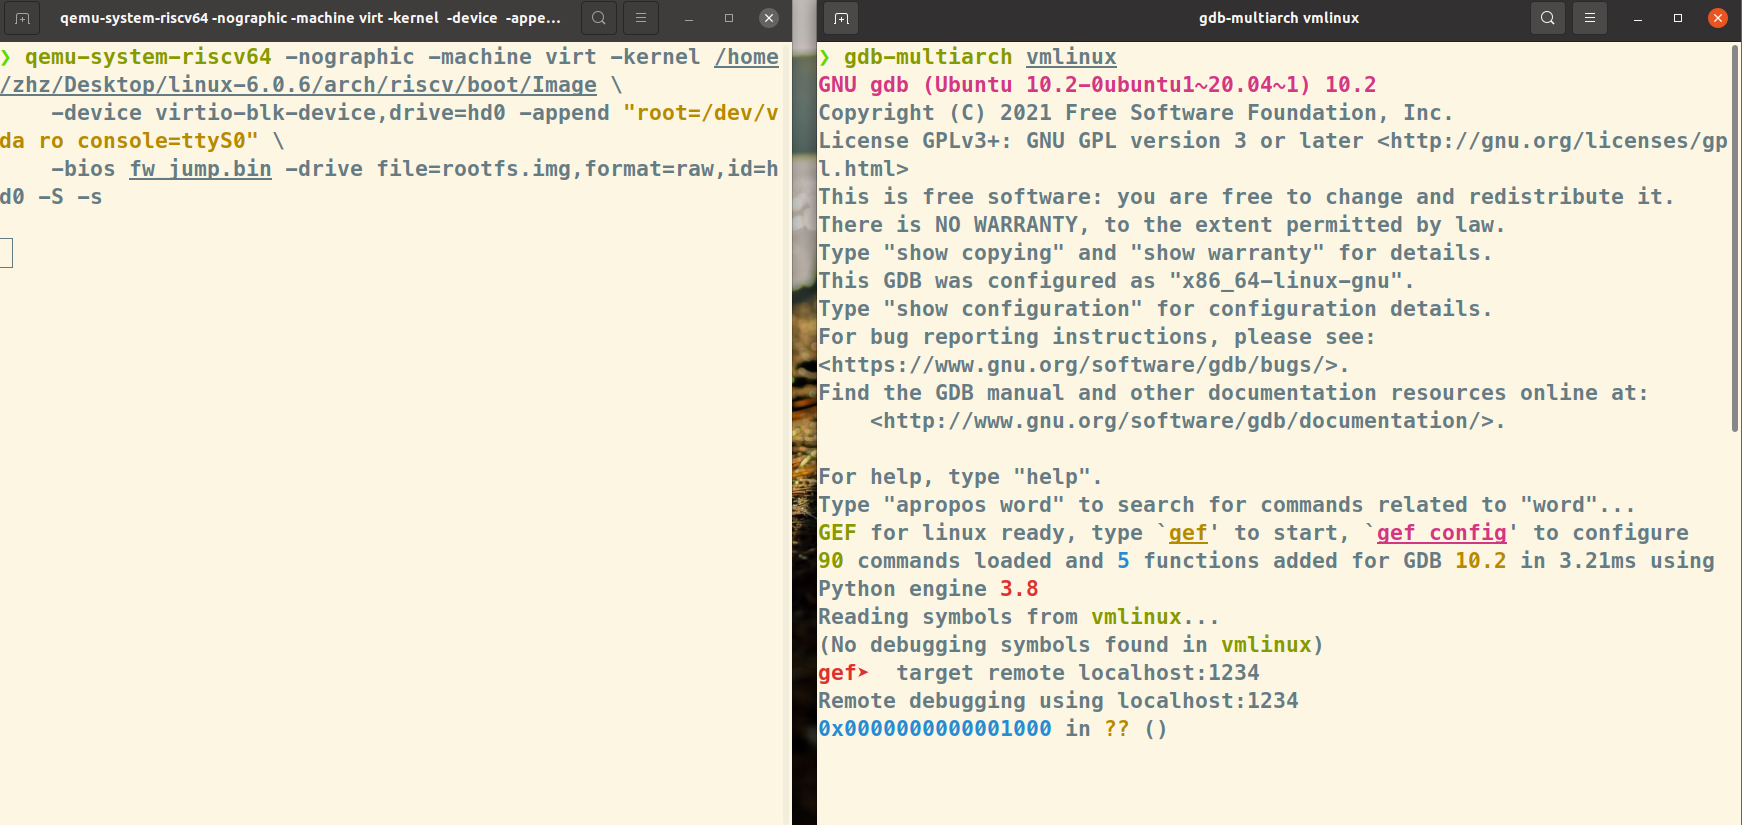 qemu-system-riscv64 -nographic -machine virt -kernel  -device  -appe...
❯ qemu-system-riscv64 -nographic -machine virt -kernel /home
/zhz/Desktop/linux-6.0.6/arch/riscv/boot/Image \
    -device virtio-blk-device,drive=hd0 -append "root=/dev/v
da ro console=ttyS0" \
    -bios fw_jump.bin -drive file=rootfs.img,format=raw,id=h
d0 -S -s
gdb-multiarch vmlinux
❯ gdb-multiarch vmlinux
GNU gdb (Ubuntu 10.2-0ubuntu1~20.04~1) 10.2
Copyright (C) 2021 Free Software Foundation, Inc.
License GPLv3+: GNU GPL version 3 or later <http://gnu.org/licenses/gp
l.html>
This is free software: you are free to change and redistribute it.
There is NO WARRANTY, to the extent permitted by law.
Type "show copying" and "show warranty" for details.
This GDB was configured as "x86_64-linux-gnu".
Type "show configuration" for configuration details.
For bug reporting instructions, please see:
<https://www.gnu.org/software/gdb/bugs/>.
Find the GDB manual and other documentation resources online at:
    <http://www.gnu.org/software/gdb/documentation/>.
For help, type "help".
Type "apropos word" to search for commands related to "word"...
GEF for linux ready, type `gef' to start, `gef config' to configure
90 commands loaded and 5 functions added for GDB 10.2 in 3.21ms using
Python engine 3.8
Reading symbols from vmlinux...
(No debugging symbols found in vmlinux)
gef➤  target remote localhost:1234
Remote debugging using localhost:1234
0x0000000000001000 in ?? ()